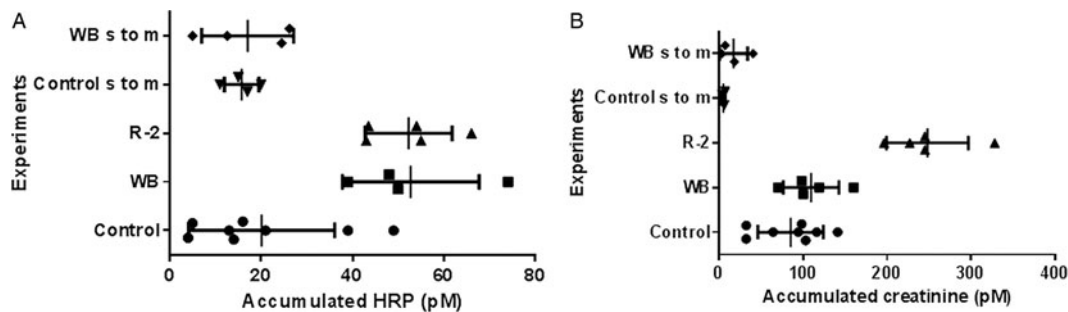 A
Experiments
WB s to m
Control s to m
R-2
WB
Control
0 20 40 60 80
Accumulated HRP (pM)
B
Experiments
WB s to m
Control s to m
R-2
WB
Control
0 100 200 300 400
Accumulated creatinine (pM)